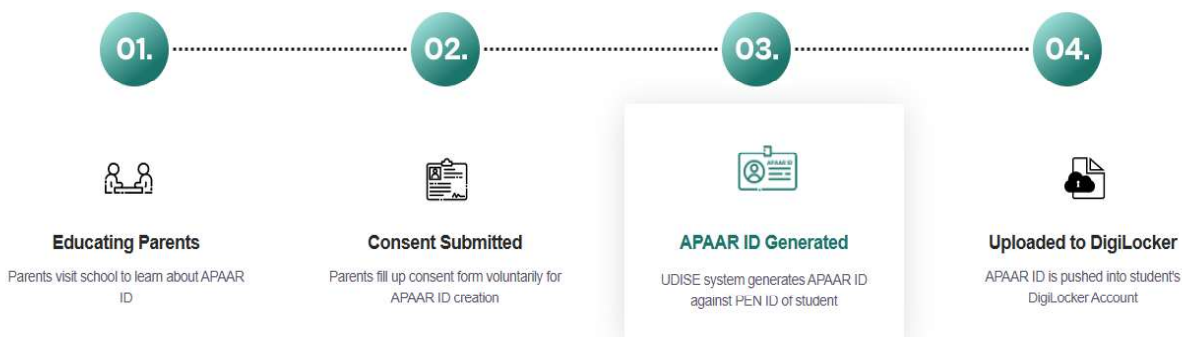 01.
02.
03.
04.
APAAR ID
Educating Parents
Parents visit school to learn about APAAR
ID
Consent Submitted
Parents fill up consent form voluntarily for
APAAR ID creation
APAAR ID Generated
UDISE system generates APAAR ID
against PEN ID of student
Uploaded to DigiLocker
APAAR ID is pushed into student's
DigiLocker Account